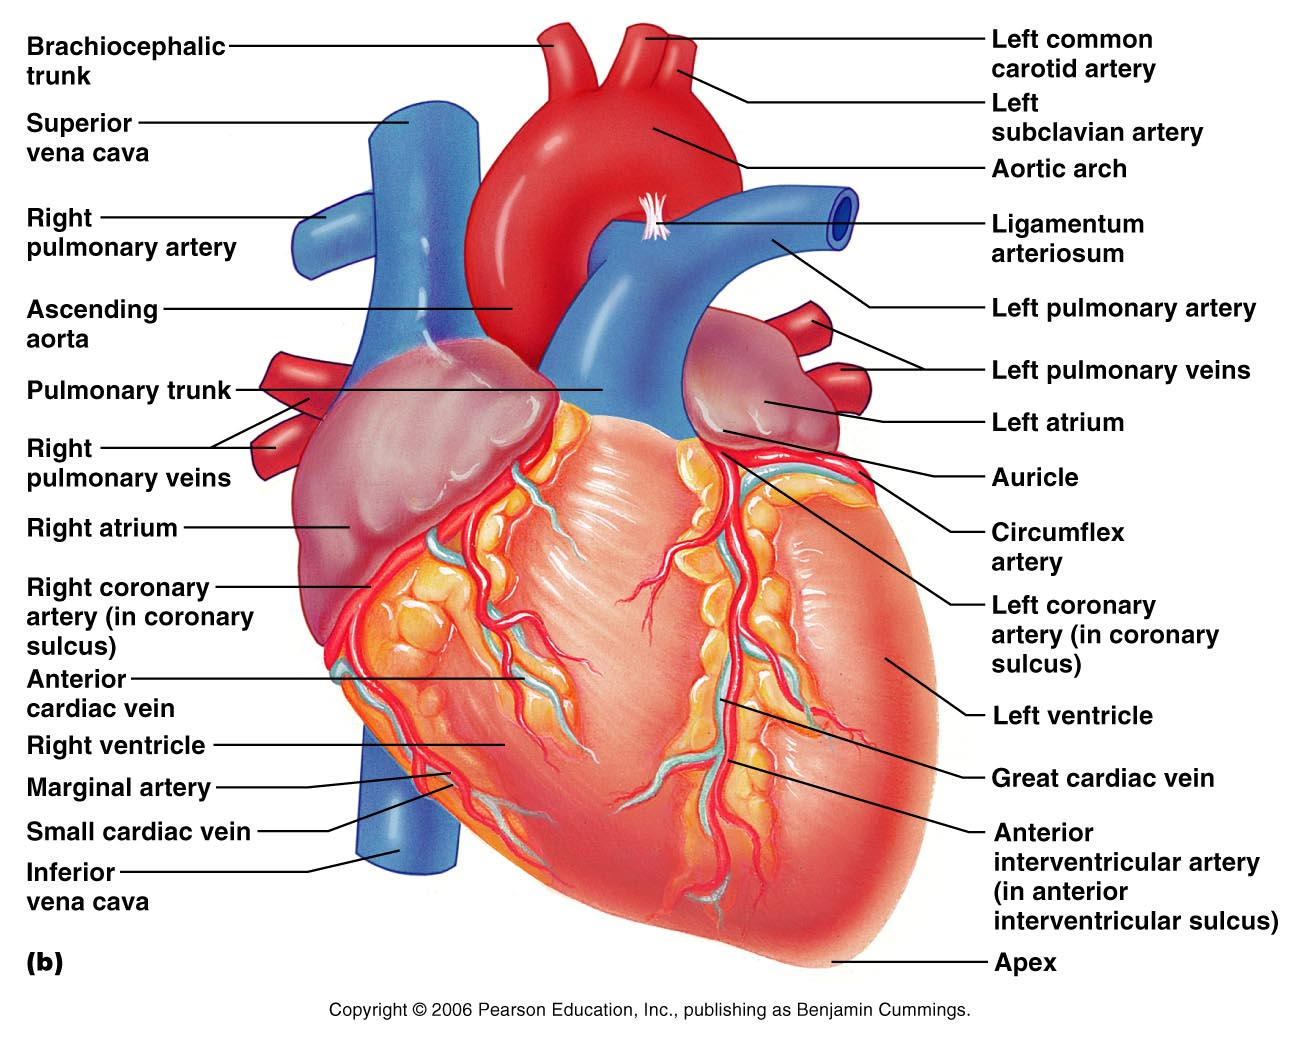 Brachiocephalic
trunk
Superior
vena cava
Right
pulmonary artery
Ascending
aorta
Pulmonary trunk
Right
pulmonary veins
Right atrium
Right coronary
artery (in coronary
sulcus)
Anterior
cardiac vein
Right ventricle
Marginal artery
Small cardiac vein
Inferior
vena cava
(b)
Left common
carotid artery
Left
subclavian artery
Aortic arch
Ligamentum
arteriosum
Left pulmonary artery
Left pulmonary veins
Left atrium
Auricle
Circumflex
artery
Left coronary
artery (in coronary
sulcus)
Left ventricle
Great cardiac vein
Anterior
interventricular artery
(in anterior
interventricular sulcus)
Apex
Copyright © 2006 Pearson Education, Inc., publishing as Benjamin Cummings.